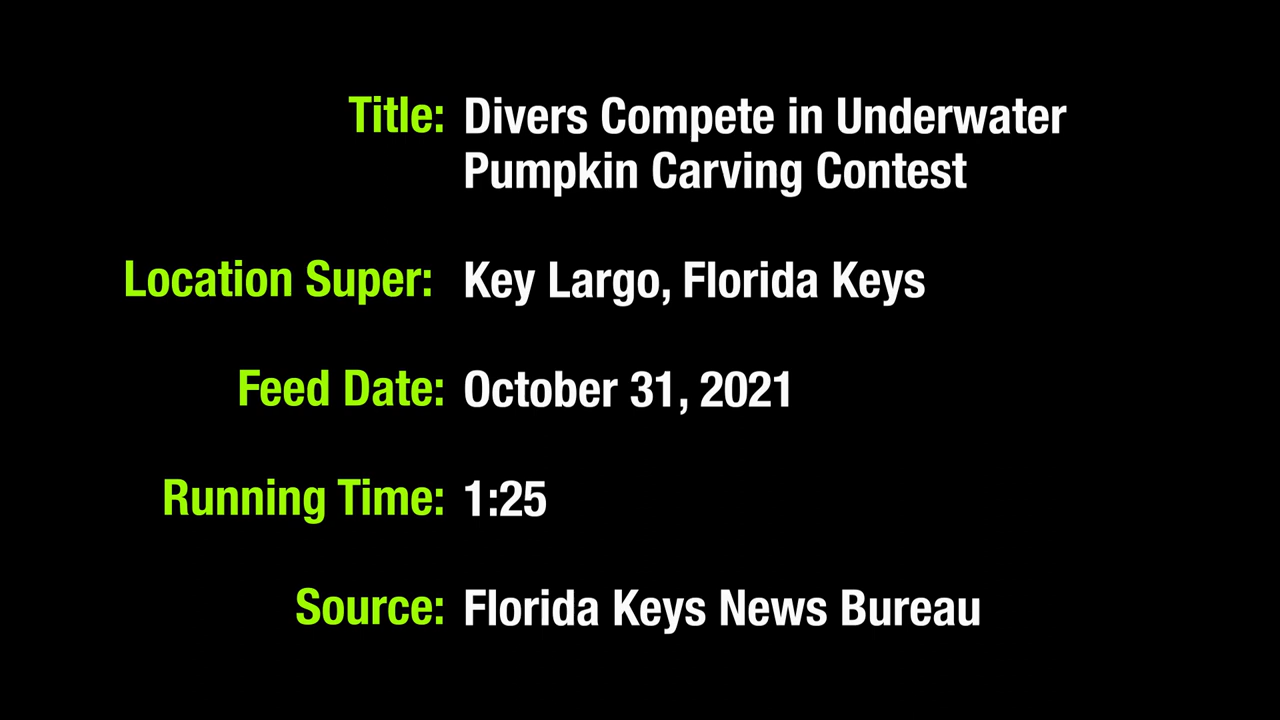 Title: Divers Compete in Underwater
Pumpkin Carving Contest
Location Super: Key Largo, Florida Keys
Feed Date: October 31, 2021
Running Time: 1:25
Source: Florida Keys News Bureau